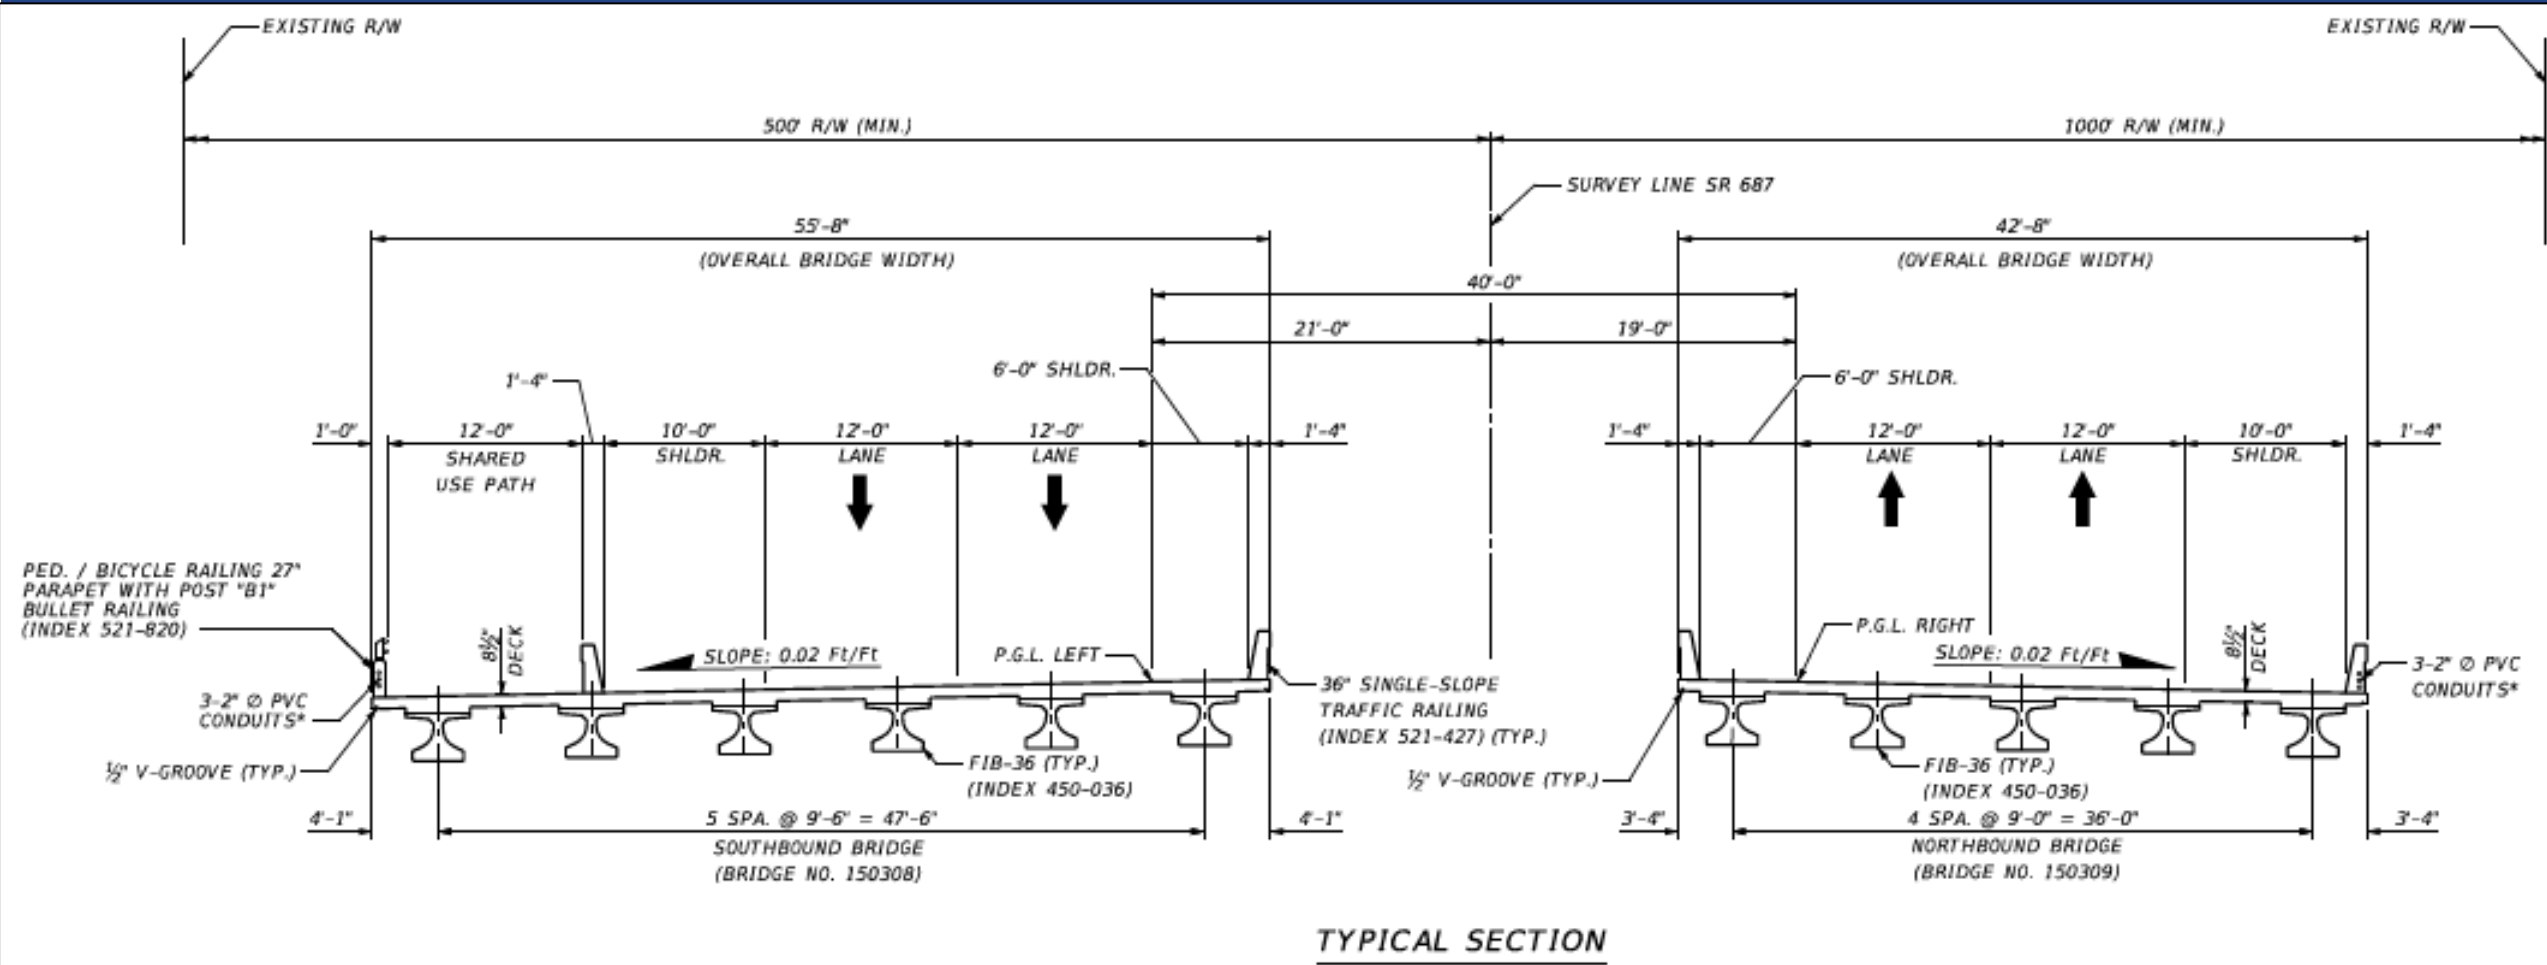 EXISTING R/W
EXISTING R/W
500' R/W (MIN.)
1000' R/W (MIN.)
SURVEY LINE SR 687
55'-8"
(OVERALL BRIDGE WIDTH)
42'-8"
(OVERALL BRIDGE WIDTH)
40'-0"
21'-0"
19'-0"
1'-4"
6'-0" SHLDR.
6'-0" SHLDR.
1'-0"
12'-0"
SHARED
USE PATH
10'-0"
SHLDR.
12'-0"
LANE
12'-0"
LANE
1'-4"
1'-4"
12'-0"
LANE
12'-0"
LANE
10'-0"
SHLDR.
1'-4"
PED. / BICYCLE RAILING 27"
PARAPET WITH POST "B1"
BULLET RAILING
(INDEX 521-820)
8½"
DECK
SLOPE: 0.02 Ft/Ft
P.G.L. LEFT
P.G.L. RIGHT
SLOPE: 0.02 Ft/Ft
8½"
DECK
3-2" ∅ PVC
CONDUITS*
36" SINGLE-SLOPE
TRAFFIC RAILING
(INDEX 521-427) (TYP.)
3-2" ∅ PVC
CONDUITS*
½" V-GROOVE (TYP.)
FIB-36 (TYP.)
(INDEX 450-036)
½" V-GROOVE (TYP.)
FIB-36 (TYP.)
(INDEX 450-036)
4'-1"
5 SPA. @ 9'-6" = 47'-6"
4'-1"
SOUTHBOUND BRIDGE
(BRIDGE NO. 150308)
3'-4"
4 SPA. @ 9'-0" = 36'-0"
3'-4"
NORTHBOUND BRIDGE
(BRIDGE NO. 150309)
TYPICAL SECTION